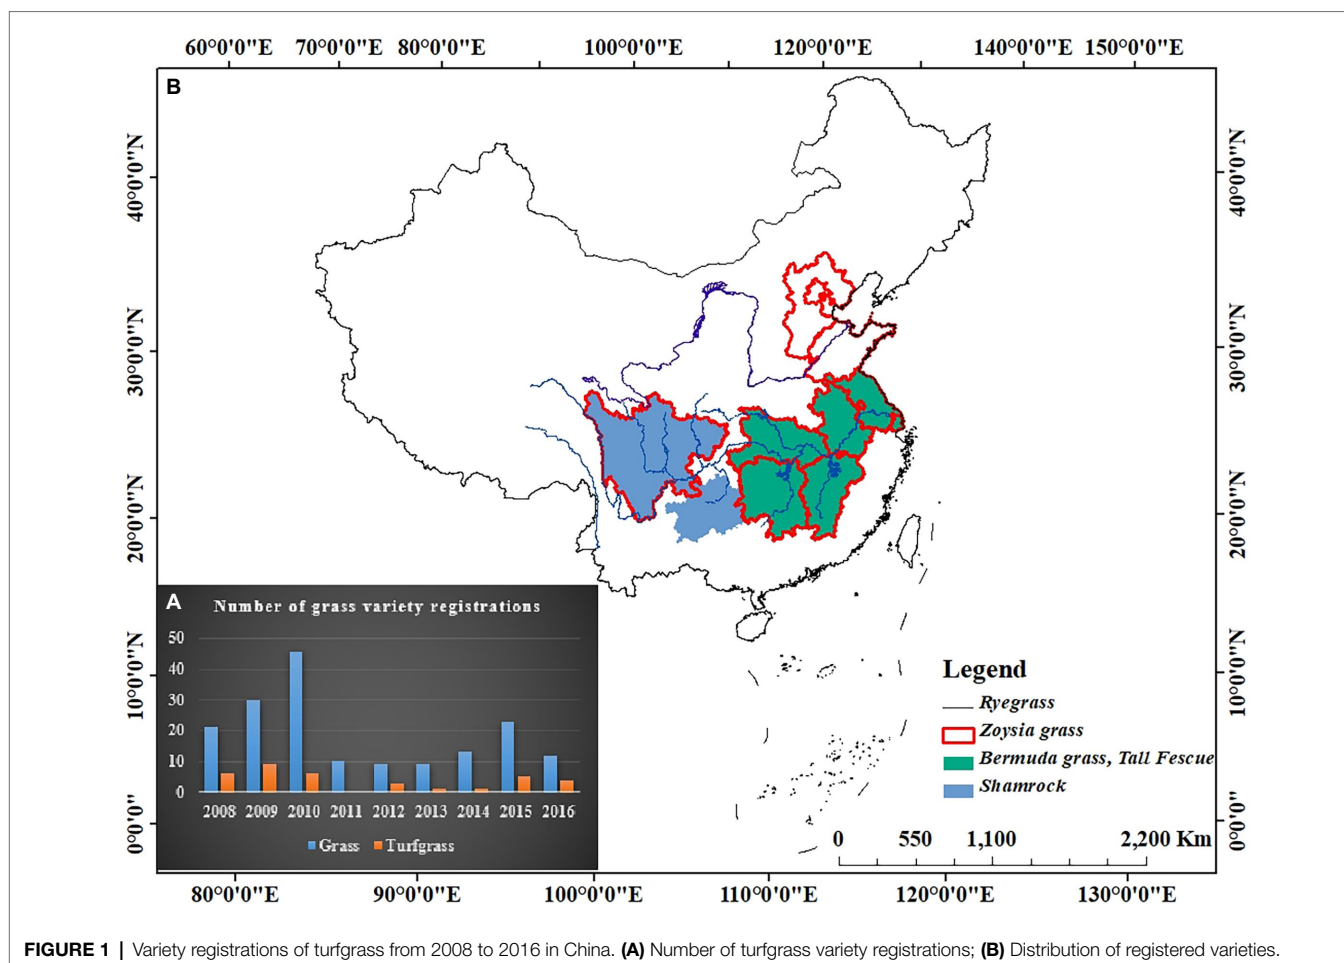 60°0'0"E 70°0'0"E 80°0'0"E 100°0'0"E 120°0'0"E 140°0'0"E 150°0'0"E
B
40°0'0"N
30°0'0"N
20°0'0"N
10°0'0"N
0°0'0"
40°0'0"N
30°0'0"N
20°0'0"N
10°0'0"N
0°0'0"
A
Number of grass variety registrations
50
40
30
20
10
0
2008 2009 2010 2011 2012 2013 2014 2015 2016
Grass Turfgrass
Legend
Ryegrass
Zoysia grass
Bermuda grass, Tall Fescue
Shamrock
0 550 1,100 2,200 Km
80°0'0"E 90°0'0"E 100°0'0"E 110°0'0"E 120°0'0"E 130°0'0"E
FIGURE 1 | Variety registrations of turfgrass from 2008 to 2016 in China. (A) Number of turfgrass variety registrations; (B) Distribution of registered varieties.